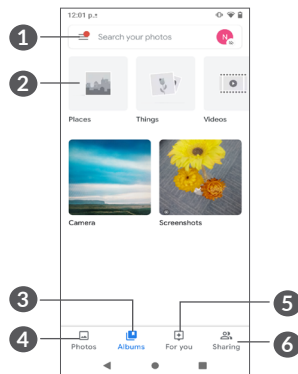 12:01 p.m
1
Search your photos
N
2
Places Things Videos
Camera Screenshots
3
5
4
Photos Albums For you Sharing
6